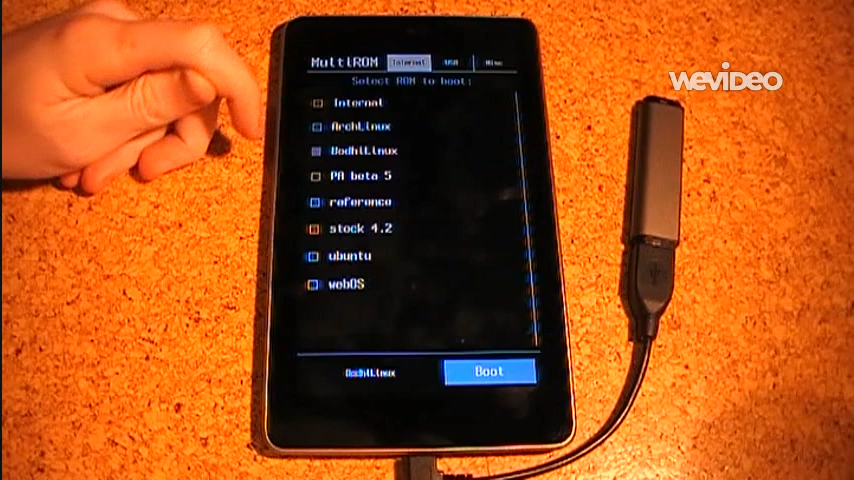 MultiROM Internal USB Misc
wevideo
Select ROM to boot:
Internal
ArchLinux
BodhiLinux
PA beta 5
reference
stock 4.2
ubuntu
webOS
BodhiLinux Boot